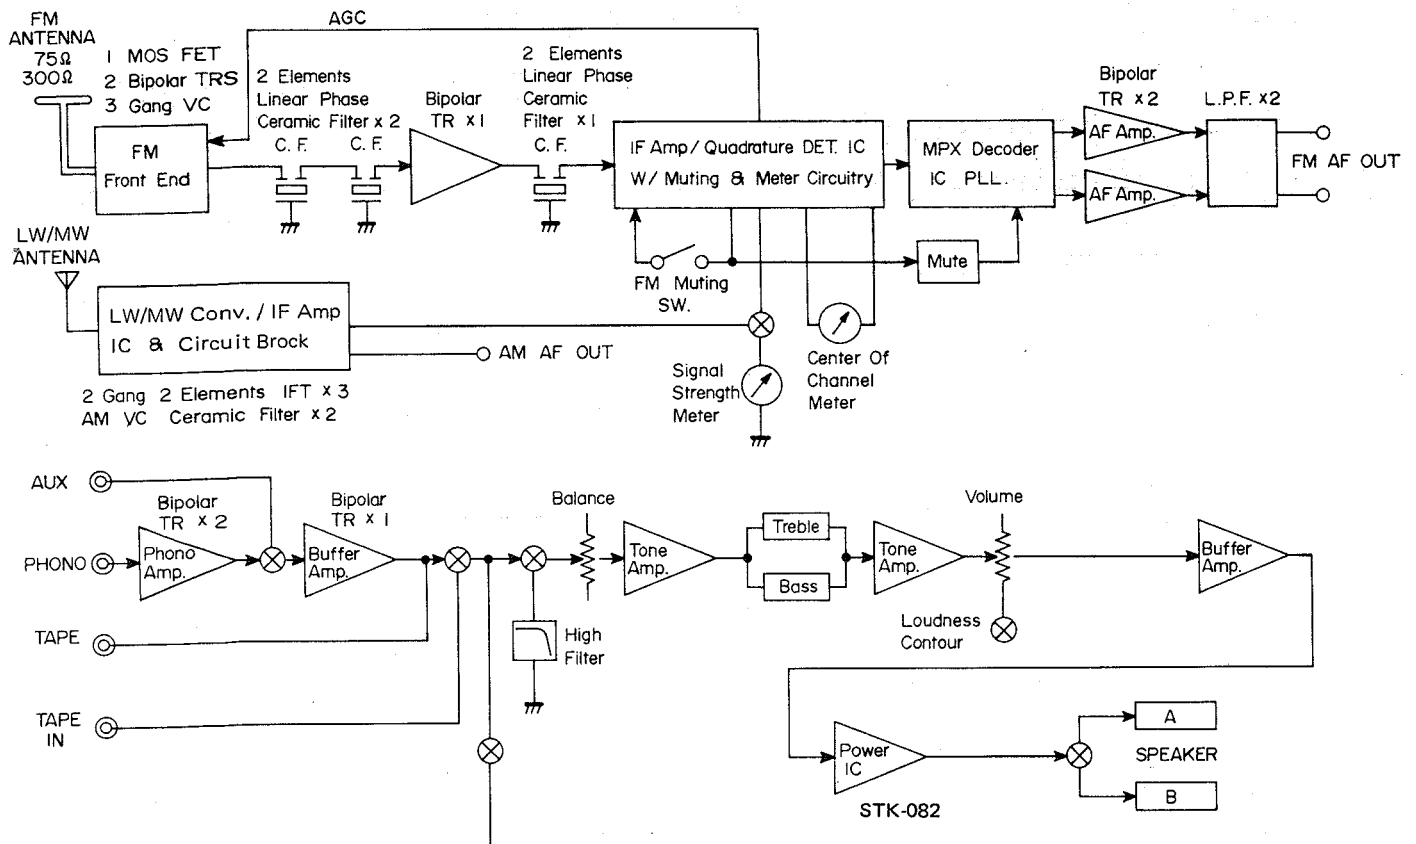 FM
ANTENNA
75Ω
300Ω
1 MOS FET
2 Bipolar TRS
3 Gang VC
AGC
2 Elements
Linear Phase
Ceramic Filter × 2
C. F.
C. F.
Bipolar
TR × 1
2 Elements
Linear Phase
Ceramic
Filter × 1
C. F.
FM
Front End
IF Amp / Quadrature DET. IC
W/ Muting & Meter Circuitry
MPX Decoder
IC PLL.
Bipolar
TR × 2
AF Amp.
AF Amp.
L.P.F. × 2
FM AF OUT
Mute
FM Muting
SW.
LW/MW
ANTENNA
LW/MW Conv. / IF Amp
IC & Circuit Brock
AM AF OUT
2 Gang 2 Elements IFT × 3
AM VC Ceramic Filter × 2
Signal
Strength
Meter
Center Of
Channel
Meter
AUX
PHONO
TAPE
TAPE
IN
Bipolar
TR × 2
Phono
Amp.
Bipolar
TR × 1
Buffer
Amp.
High
Filter
Balance
Tone
Amp.
Treble
Bass
Tone
Amp.
Volume
Loudness
Contour
Buffer
Amp.
Power
IC
STK-082
A
SPEAKER
B